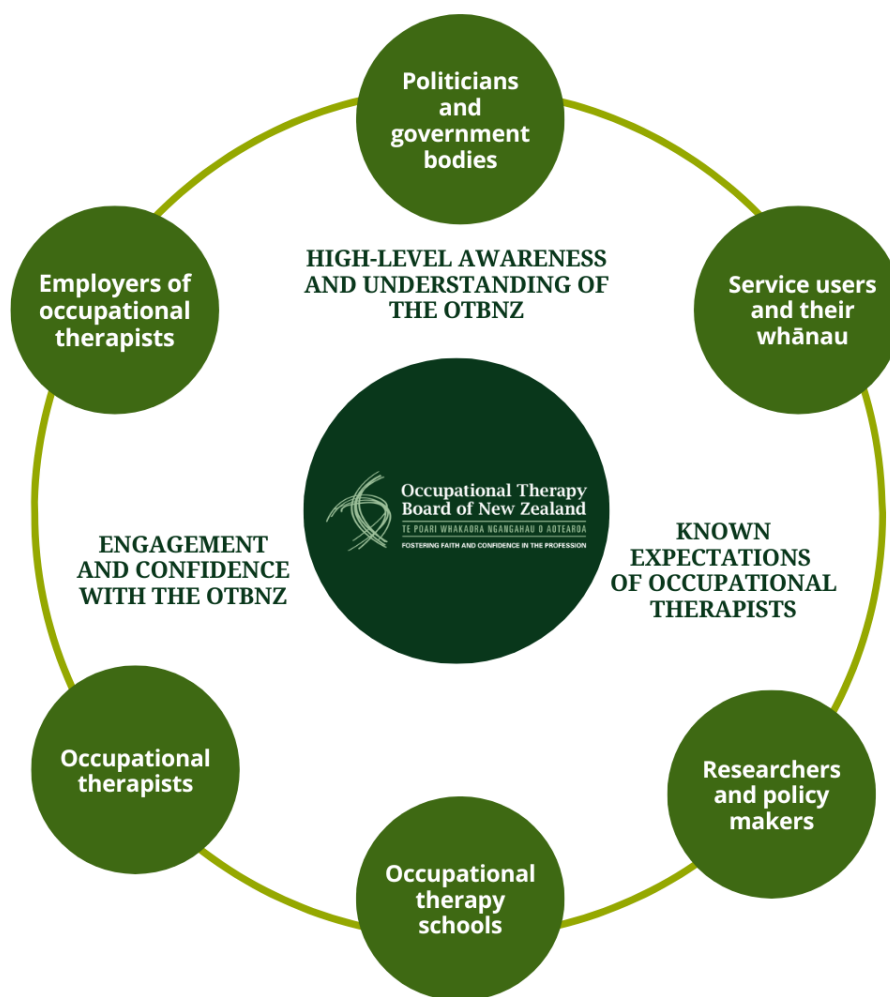 Politicians
and
government
bodies
Employers of
occupational
therapists
HIGH-LEVEL AWARENESS
AND UNDERSTANDING OF
THE OTBNZ
Service users
and their
whānau
Occupational Therapy
Board of New Zealand
TE POARI WHAKAORA NGANGAHAU O AOTEAROA
FOSTERING FAITH AND CONFIDENCE IN THE PROFESSION
ENGAGEMENT
AND CONFIDENCE
WITH THE OTBNZ
KNOWN
EXPECTATIONS
OF OCCUPATIONAL
THERAPISTS
Occupational
therapists
Researchers
and policy
makers
Occupational
therapy
schools